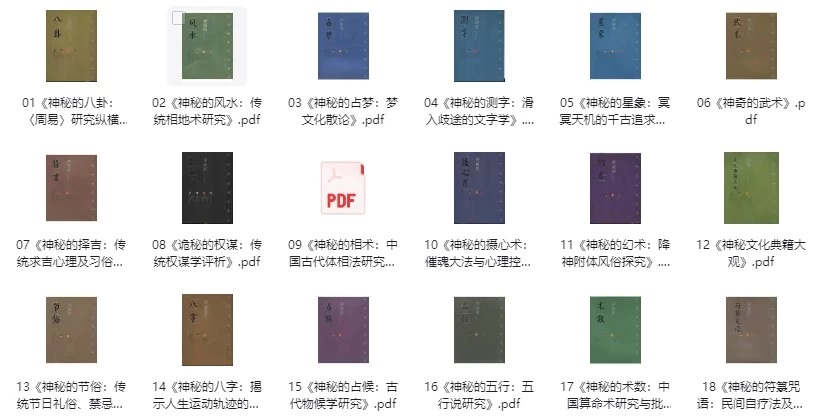 八卦
风水
占梦
测字
星象
武术
01《神秘的八卦：
〈周易〉研究纵横...
02《神秘的风水：传
统相地术研究》.pdf
03《神秘的占梦：梦
文化散论》.pdf
04《神秘的测字：滑
入歧途的文字学》....
05《神秘的星象：冥
冥天机的千古追求...
06《神奇的武术》.p
df
择吉
PDF
摄心术
幻术
07《神秘的择吉：传
统求吉心理及习俗...
08《诡秘的权谋：传
统权谋学评析》.pdf
09《神秘的相术：中
国古代体相法研究...
10《神秘的摄心术：
催魂大法与心理控...
11《神秘的幻术：降
神附体风俗探究》....
12《神秘文化典籍大
观》.pdf
节俗
八字
占候
术数
13《神秘的节俗：传
统节日礼俗、禁忌...
14《神秘的八字：揭
示人生运动轨迹的...
15《神秘的占候：古
代物候学研究》.pdf
16《神秘的五行：五
行说研究》.pdf
17《神秘的术数：中
国算命术研究与批...
18《神秘的符箓咒
语：民间自疗法及...